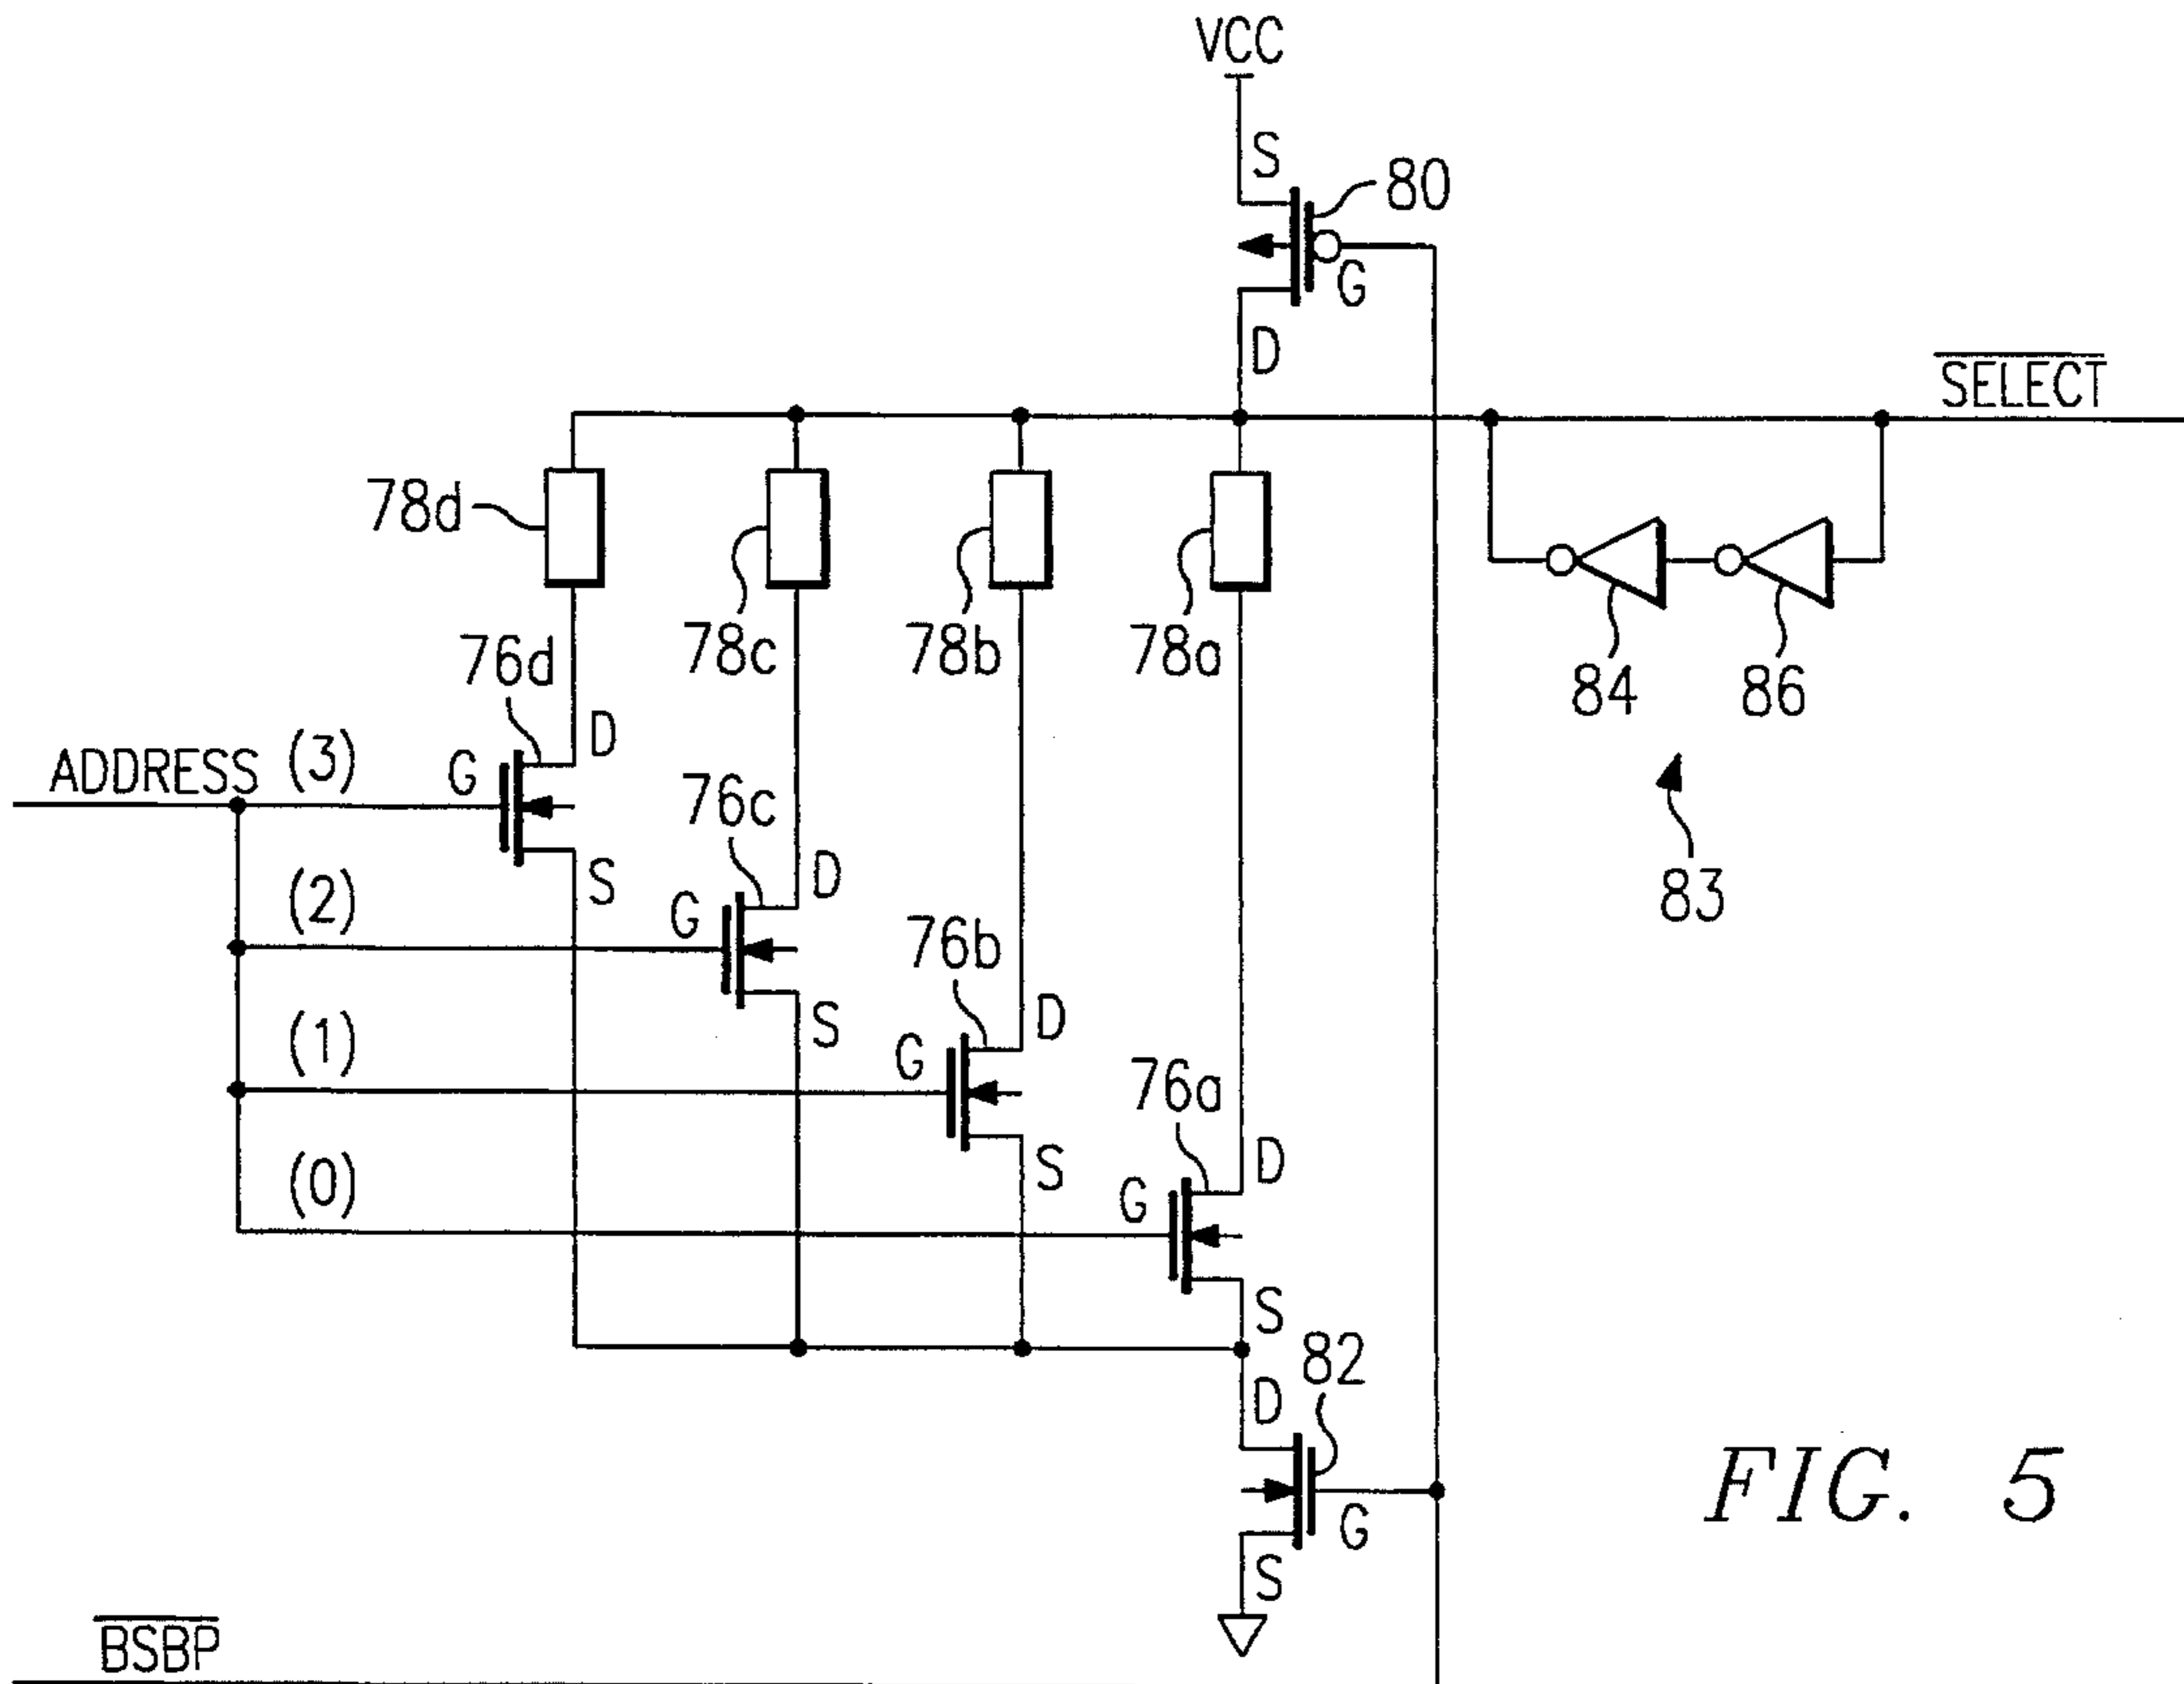 VCC
S
80
G
D
SELECT
78d
78c
78b
78a
84
86
83
76d
D
ADDRESS (3)
G
S
76c
D
(2)
G
S
76b
D
(1)
G
S
76a
D
(0)
G
S
82
D
G
S
FIG. 5
BSBP